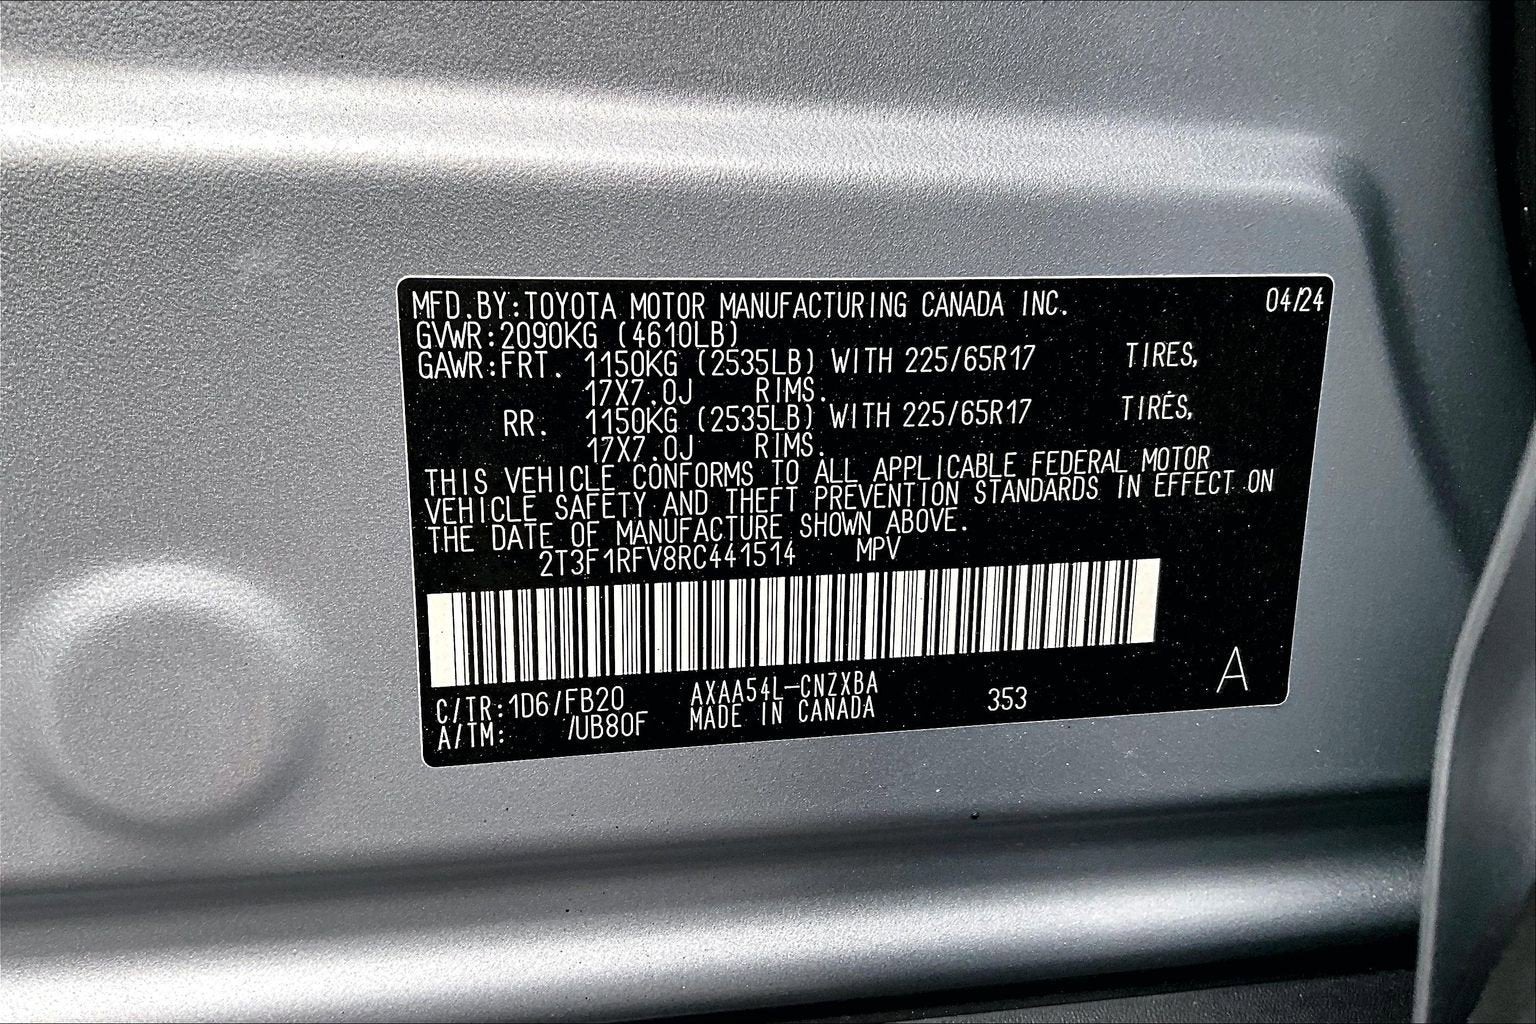 MFD.BY:TOYOTA MOTOR MANUFACTURING CANADA INC. 04/24
GVWR:2090KG (4610LB)
GAWR:FRT. 1150KG (2535LB) WITH 225/65R17 TIRES,
17X7.0J RIMS.
RR. 1150KG (2535LB) WITH 225/65R17 TIRES,
17X7.0J RIMS.
THIS VEHICLE CONFORMS TO ALL APPLICABLE FEDERAL MOTOR
VEHICLE SAFETY AND THEFT PREVENTION STANDARDS IN EFFECT ON
THE DATE OF MANUFACTURE SHOWN ABOVE.
2T3F1RFV8RC441514 MPV
C/TR:1D6/FB20 AXAA54L-CNZXBA 353 A
A/TM: /UB80F MADE IN CANADA